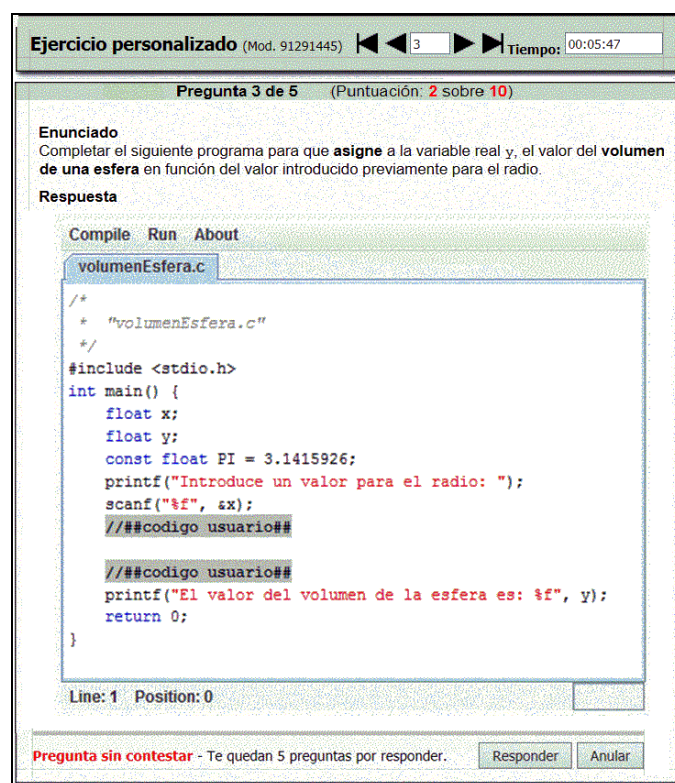 Ejercicio personalizado (Mod. 91291445) 3 Tiempo: 00:05:47
Pregunta 3 de 5 (Puntuación: 2 sobre 10)
Enunciado
Completar el siguiente programa para que asigne a la variable real y, el valor del volumen
de una esfera en función del valor introducido previamente para el radio.
Respuesta
Compile Run About
volumenEsfera.c
/*
* "volumenEsfera.c"
*/
#include <stdio.h>
int main() {
float x;
float y;
const float PI = 3.1415926;
printf("Introduce un valor para el radio: ");
scanf("%f", &x);
//##codigo usuario##
//##codigo usuario##
printf("El valor del volumen de la esfera es: %f", y);
return 0;
}
Line: 1 Position: 0
Pregunta sin contestar - Te quedan 5 preguntas por responder. Responder Anular